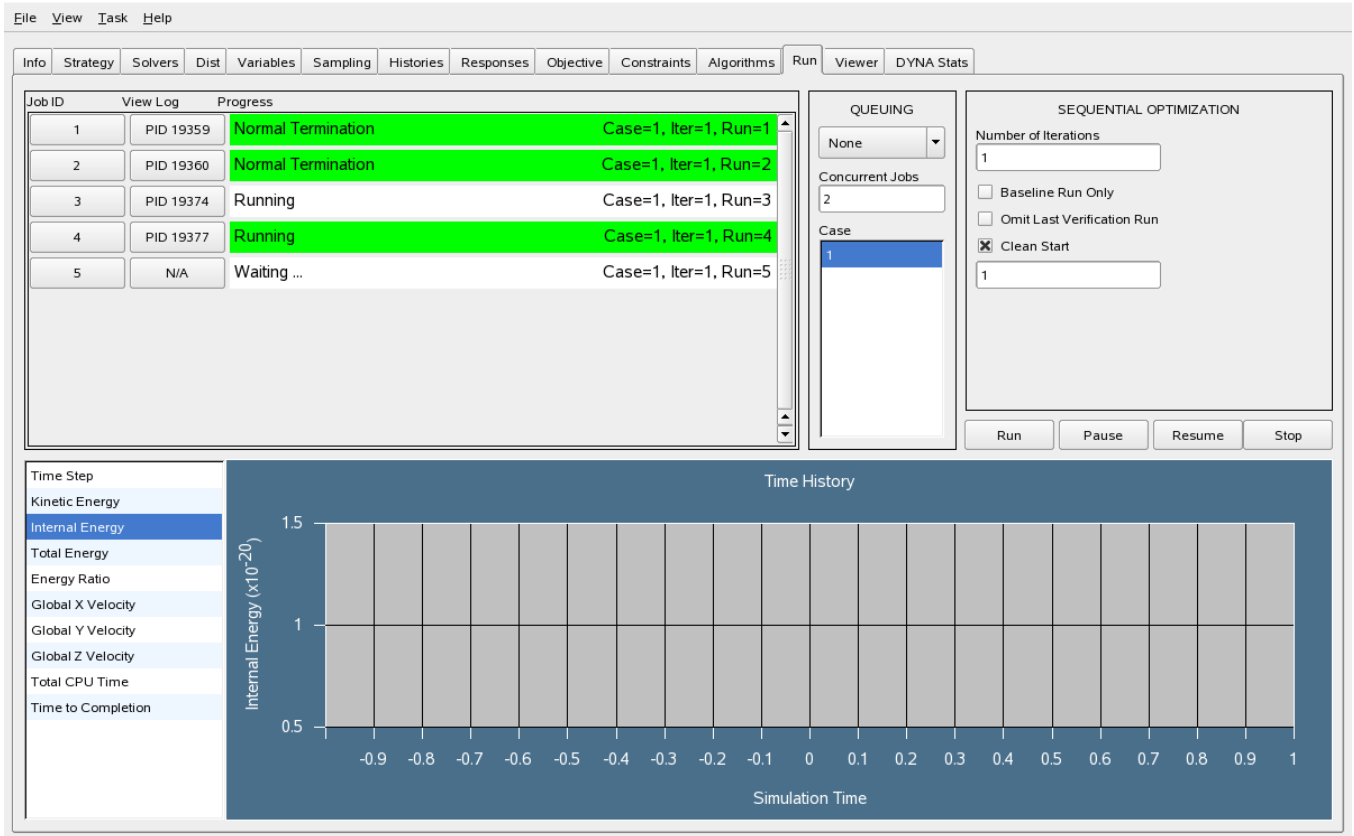 File View Task Help
Info Strategy Solvers Dist Variables Sampling Histories Responses Objective Constraints Algorithms Run Viewer DYNA Stats
Job ID View Log Progress
1 PID 19359 Normal Termination Case=1, Iter=1, Run=1
2 PID 19360 Normal Termination Case=1, Iter=1, Run=2
3 PID 19374 Running Case=1, Iter=1, Run=3
4 PID 19377 Running Case=1, Iter=1, Run=4
5 N/A Waiting ... Case=1, Iter=1, Run=5
QUEUING
None
Concurrent Jobs
2
Case
1
SEQUENTIAL OPTIMIZATION
Number of Iterations
1
Baseline Run Only
Omit Last Verification Run
Clean Start
1
Run Pause Resume Stop
Time Step
Kinetic Energy
Internal Energy
Total Energy
Energy Ratio
Global X Velocity
Global Y Velocity
Global Z Velocity
Total CPU Time
Time to Completion
Time History
Internal Energy (x10⁻²⁰)
1.5
1
0.5
-0.9 -0.8 -0.7 -0.6 -0.5 -0.4 -0.3 -0.2 -0.1 0 0.1 0.2 0.3 0.4 0.5 0.6 0.7 0.8 0.9 1
Simulation Time